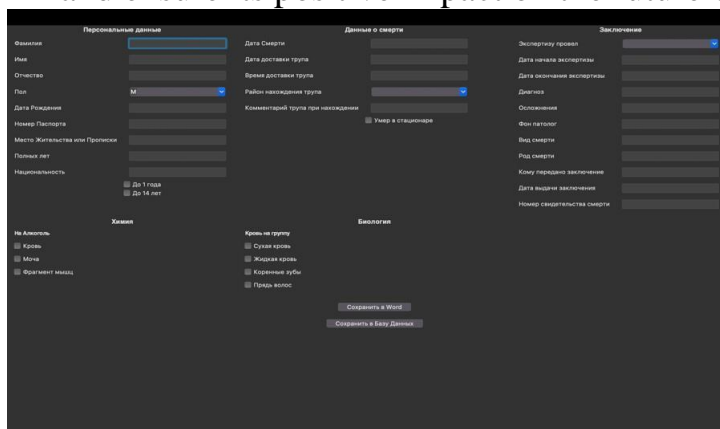 Персональные данные
Фамилия
Имя
Отчество
Пол
М
Дата Рождения
Номер Паспорта
Место Жительства или Прописки
Полных лет
Национальность
До 1 года
До 14 лет
Данные о смерти
Дата Смерти
Дата доставки трупа
Время доставки трупа
Район нахождения трупа
Комментарий трупа при нахождении
Умер в стационаре
Заключение
Экспертизу провел
Дата начала экспертизы
Дата окончания экспертизы
Диагноз
Осложнения
Фон патолог
Вид смерти
Род смерти
Кому передано заключение
Дата выдачи заключение
Номер свидетельства смерти
Химия
На Алкоголь
Кровь
Моча
Фрагмент мышц
Биология
Кровь на группу
Сухая кровь
Жидкая кровь
Коренные зубы
Прядь волос
Сохранить в Word
Сохранить в Базу Данных